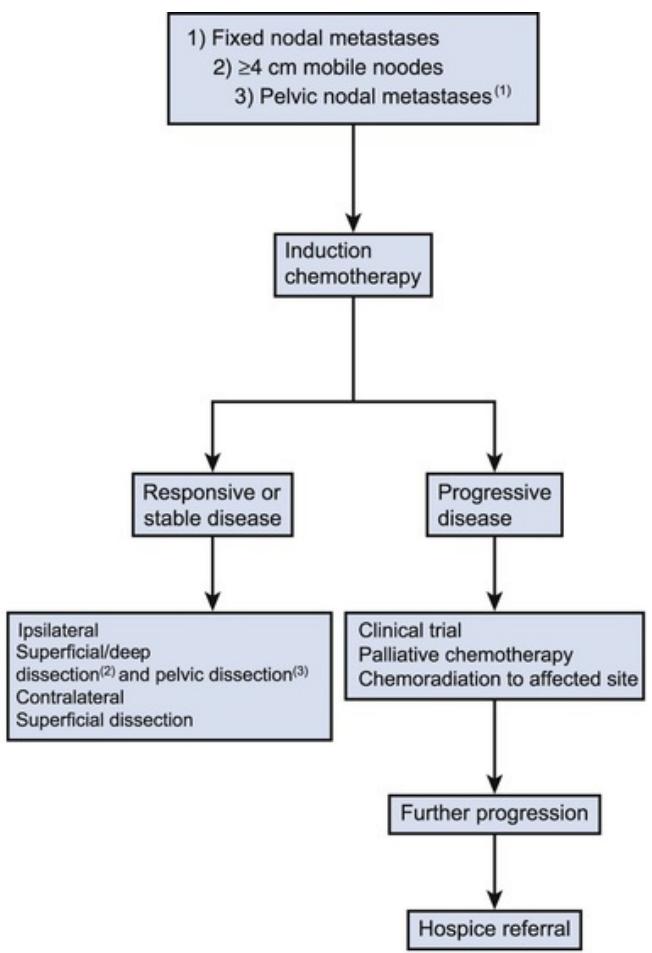 1) Fixed nodal metastases
2) ≥4 cm mobile noodes
3) Pelvic nodal metastases(1)
Induction
chemotherapy
Responsive or
stable disease
Progressive
disease
Ipsilateral
Superficial/deep
dissection(2) and pelvic dissection(3)
Contralateral
Superficial dissection
Clinical trial
Palliative chemotherapy
Chemoradiation to affected site
Further progression
Hospice referral